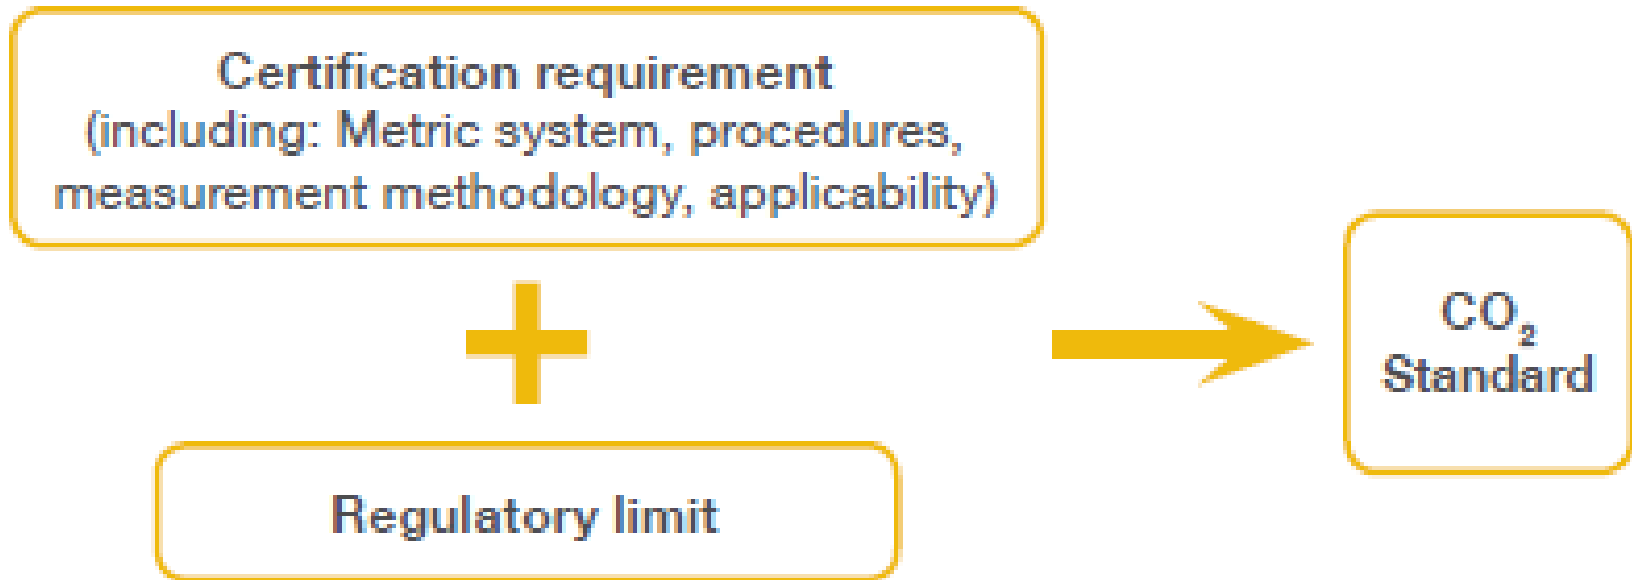 Certification requirement
(including: Metric system, procedures,
measurement methodology, applicability)
Regulatory limit
CO₂
Standard